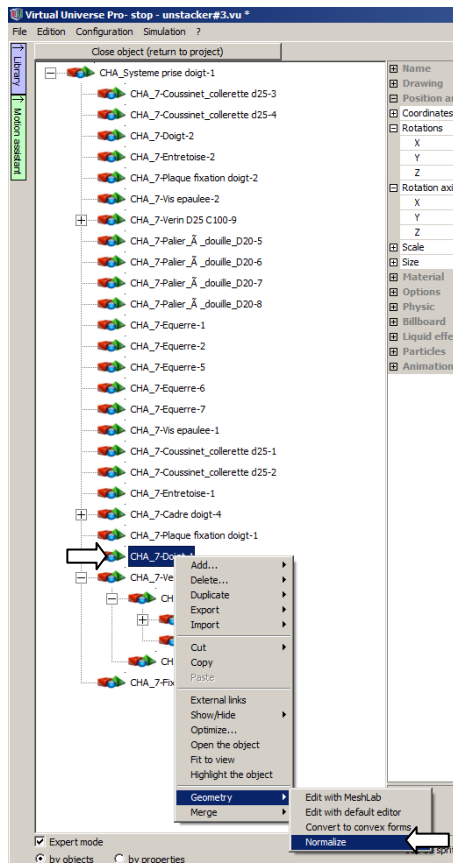 Virtual Universe Pro- stop - unstacker#3.vu *
File Edition Configuration Simulation ?
Close object (return to project)
Library
Motion assistant
CHA_Systeme prise doigt-1
CHA_7-Coussinet_collerette d25-3
CHA_7-Coussinet_collerette d25-4
CHA_7-Doigt-2
CHA_7-Entretoise-2
CHA_7-Plaque fixation doigt-2
CHA_7-Vis epaulee-2
CHA_7-Verin D25 C100-9
CHA_7-Palier_Ã _douille_D20-5
CHA_7-Palier_Ã _douille_D20-6
CHA_7-Palier_Ã _douille_D20-7
CHA_7-Palier_Ã _douille_D20-8
CHA_7-Equerre-1
CHA_7-Equerre-2
CHA_7-Equerre-5
CHA_7-Equerre-6
CHA_7-Equerre-7
CHA_7-Vis epaulee-1
CHA_7-Coussinet_collerette d25-1
CHA_7-Coussinet_collerette d25-2
CHA_7-Entretoise-1
CHA_7-Cadre doigt-4
CHA_7-Plaque fixation doigt-1
CHA_7-Doigt-1
CHA_7-Ve
CH
CH
CHA_7-Fix
Name
Drawing
Position an
Coordinates
Rotations
X
Y
Z
Rotation axi
X
Y
Z
Scale
Size
Material
Options
Physic
Billboard
Liquid effe
Particles
Animation
Add...
Delete...
Duplicate
Export
Import
Cut
Copy
Paste
External links
Show/Hide
Optimize...
Open the object
Fit to view
Highlight the object
Geometry
Merge
Edit with MeshLab
Edit with default editor
Convert to convex forms
Normalize
Expert mode
by objects by properties